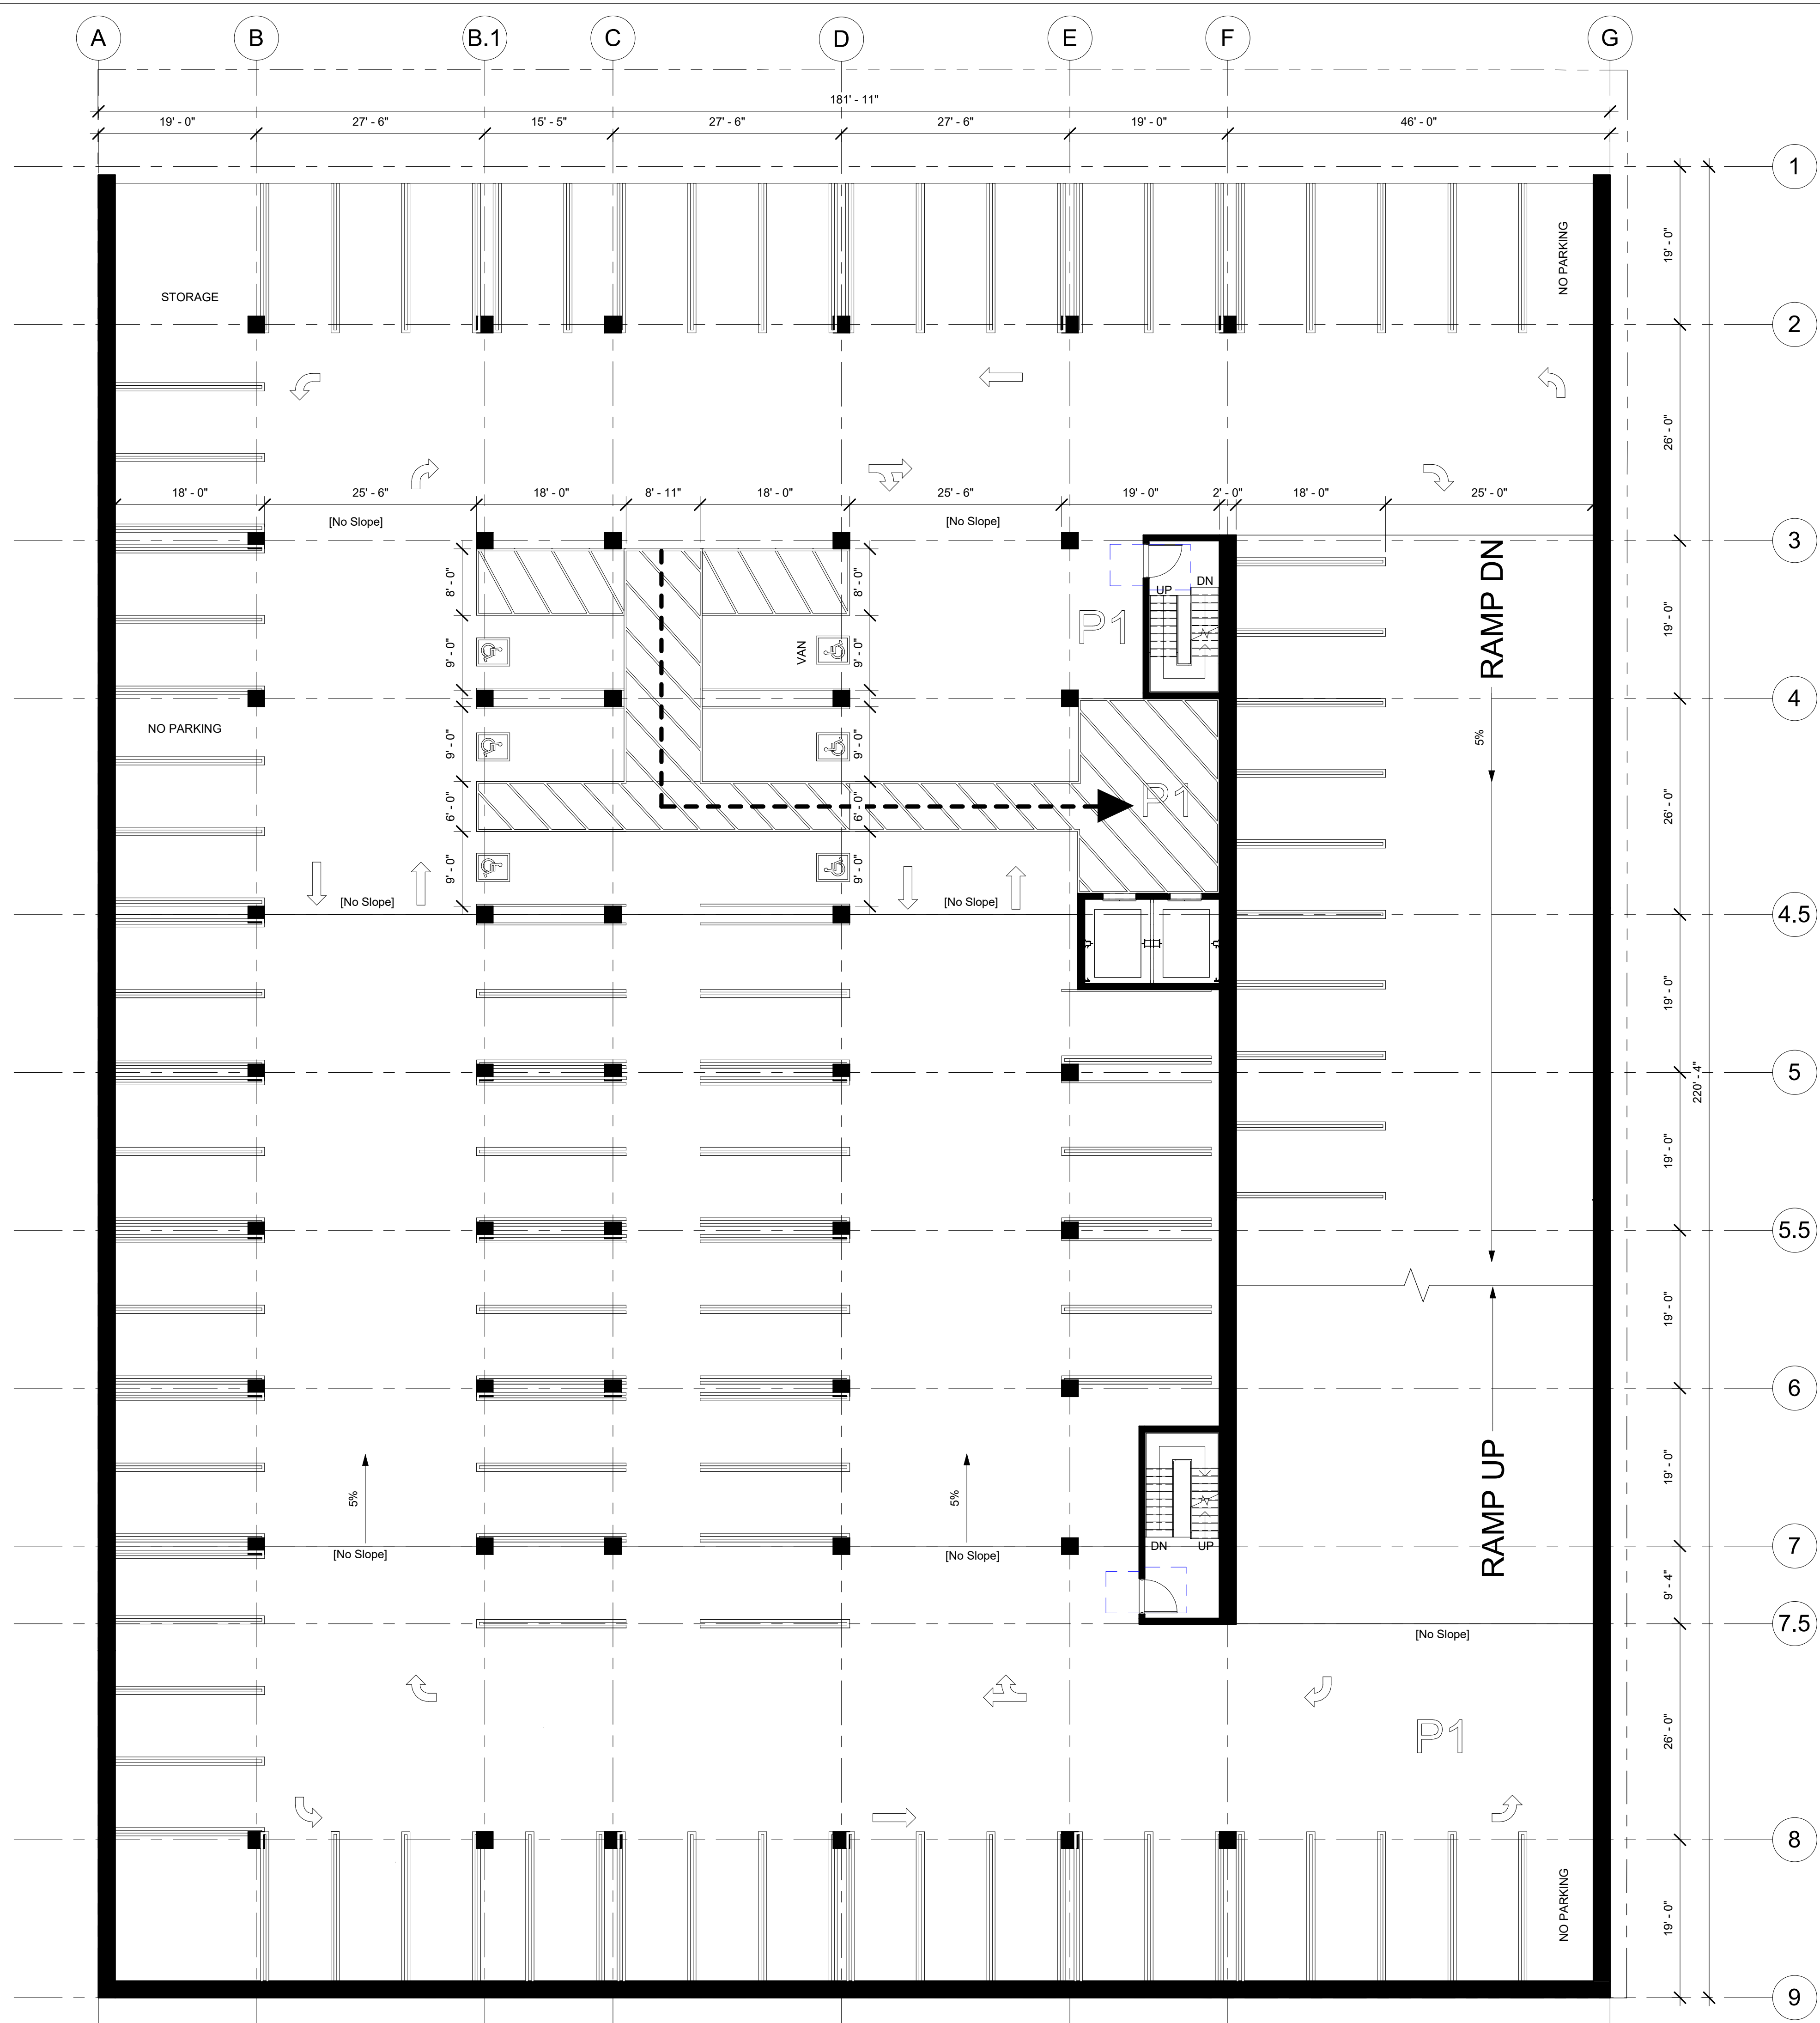 A B B.1 C D E F G
181' - 11"
19' - 0" 27' - 6" 15' - 5" 27' - 6" 27' - 6" 19' - 0" 46' - 0"
1
19' - 0"
NO PARKING
STORAGE
2
26' - 0"
18' - 0" 25' - 6" 18' - 0" 8' - 11" 18' - 0" 25' - 6" 19' - 0" 2' - 0" 18' - 0" 25' - 0"
[No Slope] [No Slope]
3
8' - 0" 8' - 0"
UP DN
RAMP DN
P1
19' - 0"
9' - 0" VAN 9' - 0"
4
NO PARKING
5%
9' - 0" 9' - 0"
P1
6' - 0" 6' - 0"
26' - 0"
9' - 0" 9' - 0"
[No Slope] [No Slope]
4.5
19' - 0"
5
220' - 4"
19' - 0"
5.5
19' - 0"
6
19' - 0"
RAMP UP
5% 5%
DN UP
7
[No Slope] [No Slope]
9' - 4"
7.5
[No Slope]
P1
26' - 0"
8
NO PARKING
19' - 0"
9